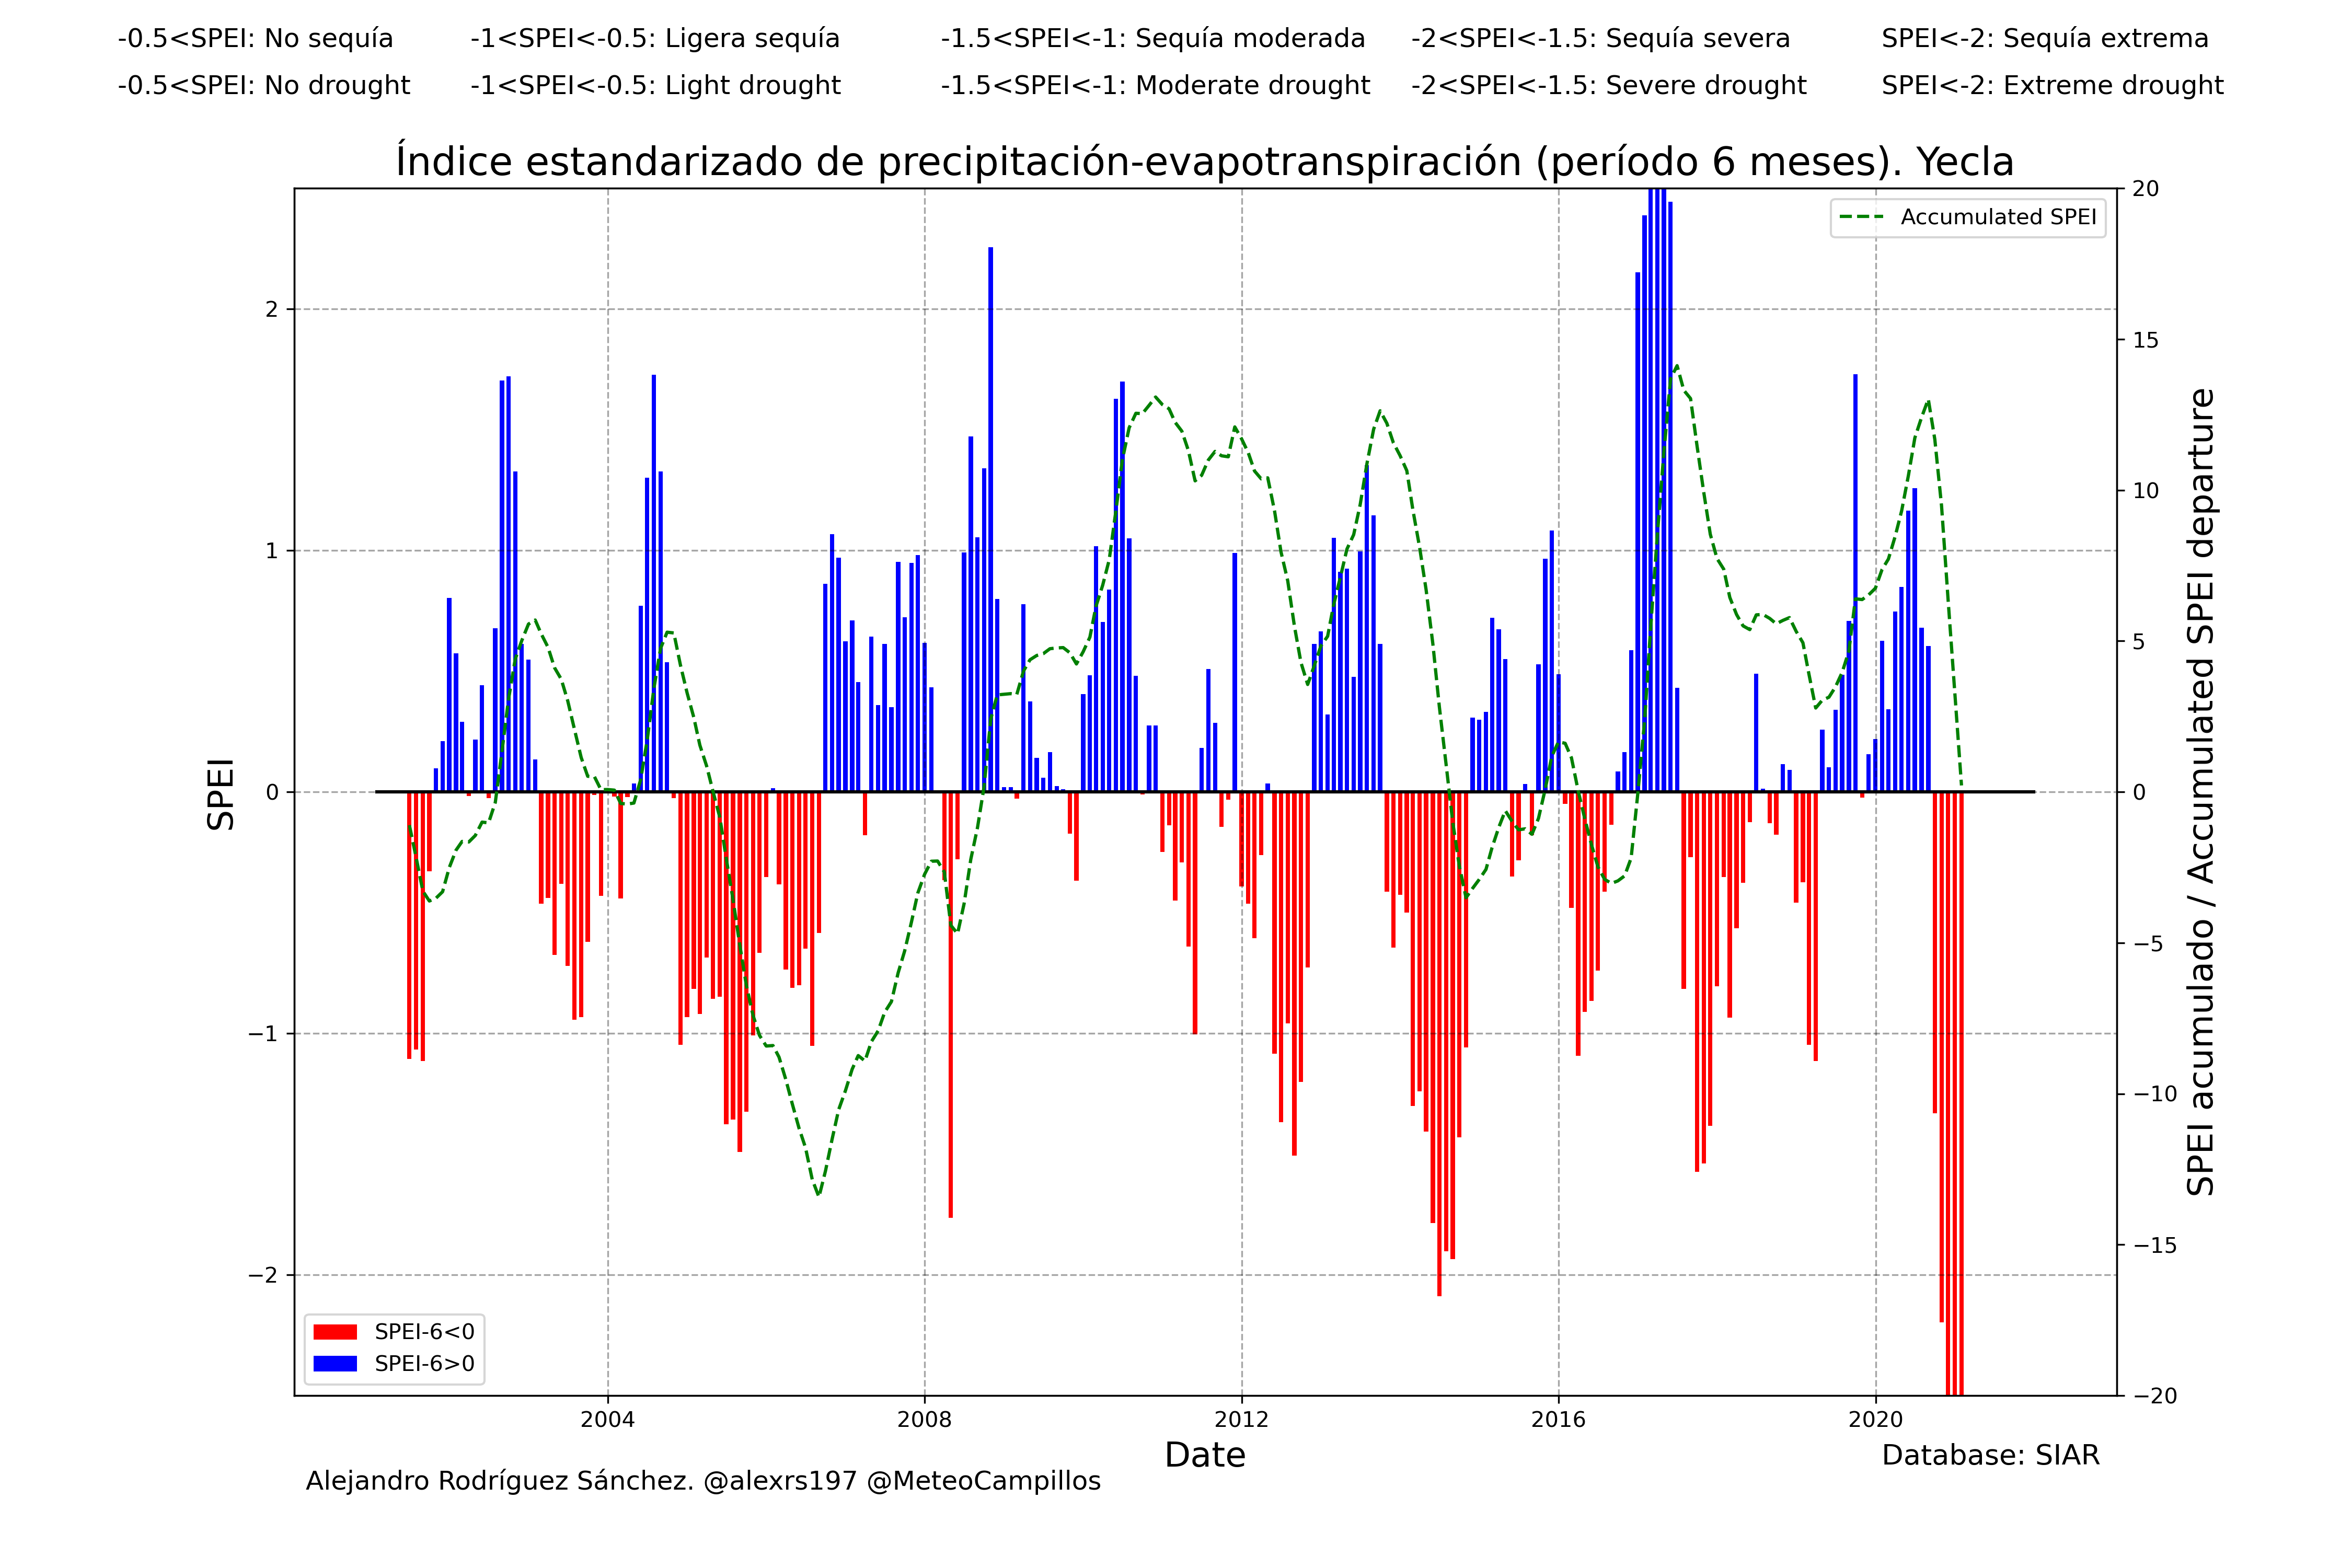 -0.5<SPEI: No sequía -1<SPEI<-0.5: Ligera sequía -1.5<SPEI<-1: Sequía moderada -2<SPEI<-1.5: Sequía severa SPEI<-2: Sequía extrema
-0.5<SPEI: No drought -1<SPEI<-0.5: Light drought -1.5<SPEI<-1: Moderate drought -2<SPEI<-1.5: Severe drought SPEI<-2: Extreme drought
Índice estandarizado de precipitación-evapotranspiración (período 6 meses). Yecla
Accumulated SPEI
SPEI
2
1
0
−1
−2
20
15
10
5
0
−5
−10
−15
−20
SPEI acumulado / Accumulated SPEI departure
SPEI-6<0
SPEI-6>0
2004 2008 2012 2016 2020
Date
Database: SIAR
Alejandro Rodríguez Sánchez. @alexrs197 @MeteoCampillos